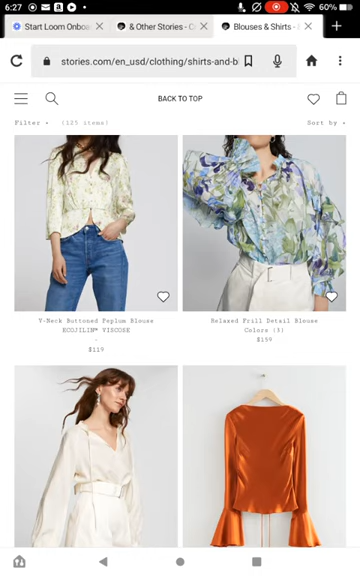 6:27
60%
Start Loom Onboa
& Other Stories - O
Blouses & Shirts -
stories.com/en_usd/clothing/shirts-and-b
BACK TO TOP
Filter (125 items) Sort by
V-Neck Buttoned Peplum Blouse
ECOJILIN® VISCOSE
$119
Relaxed Frill Detail Blouse
Colors (3)
$159